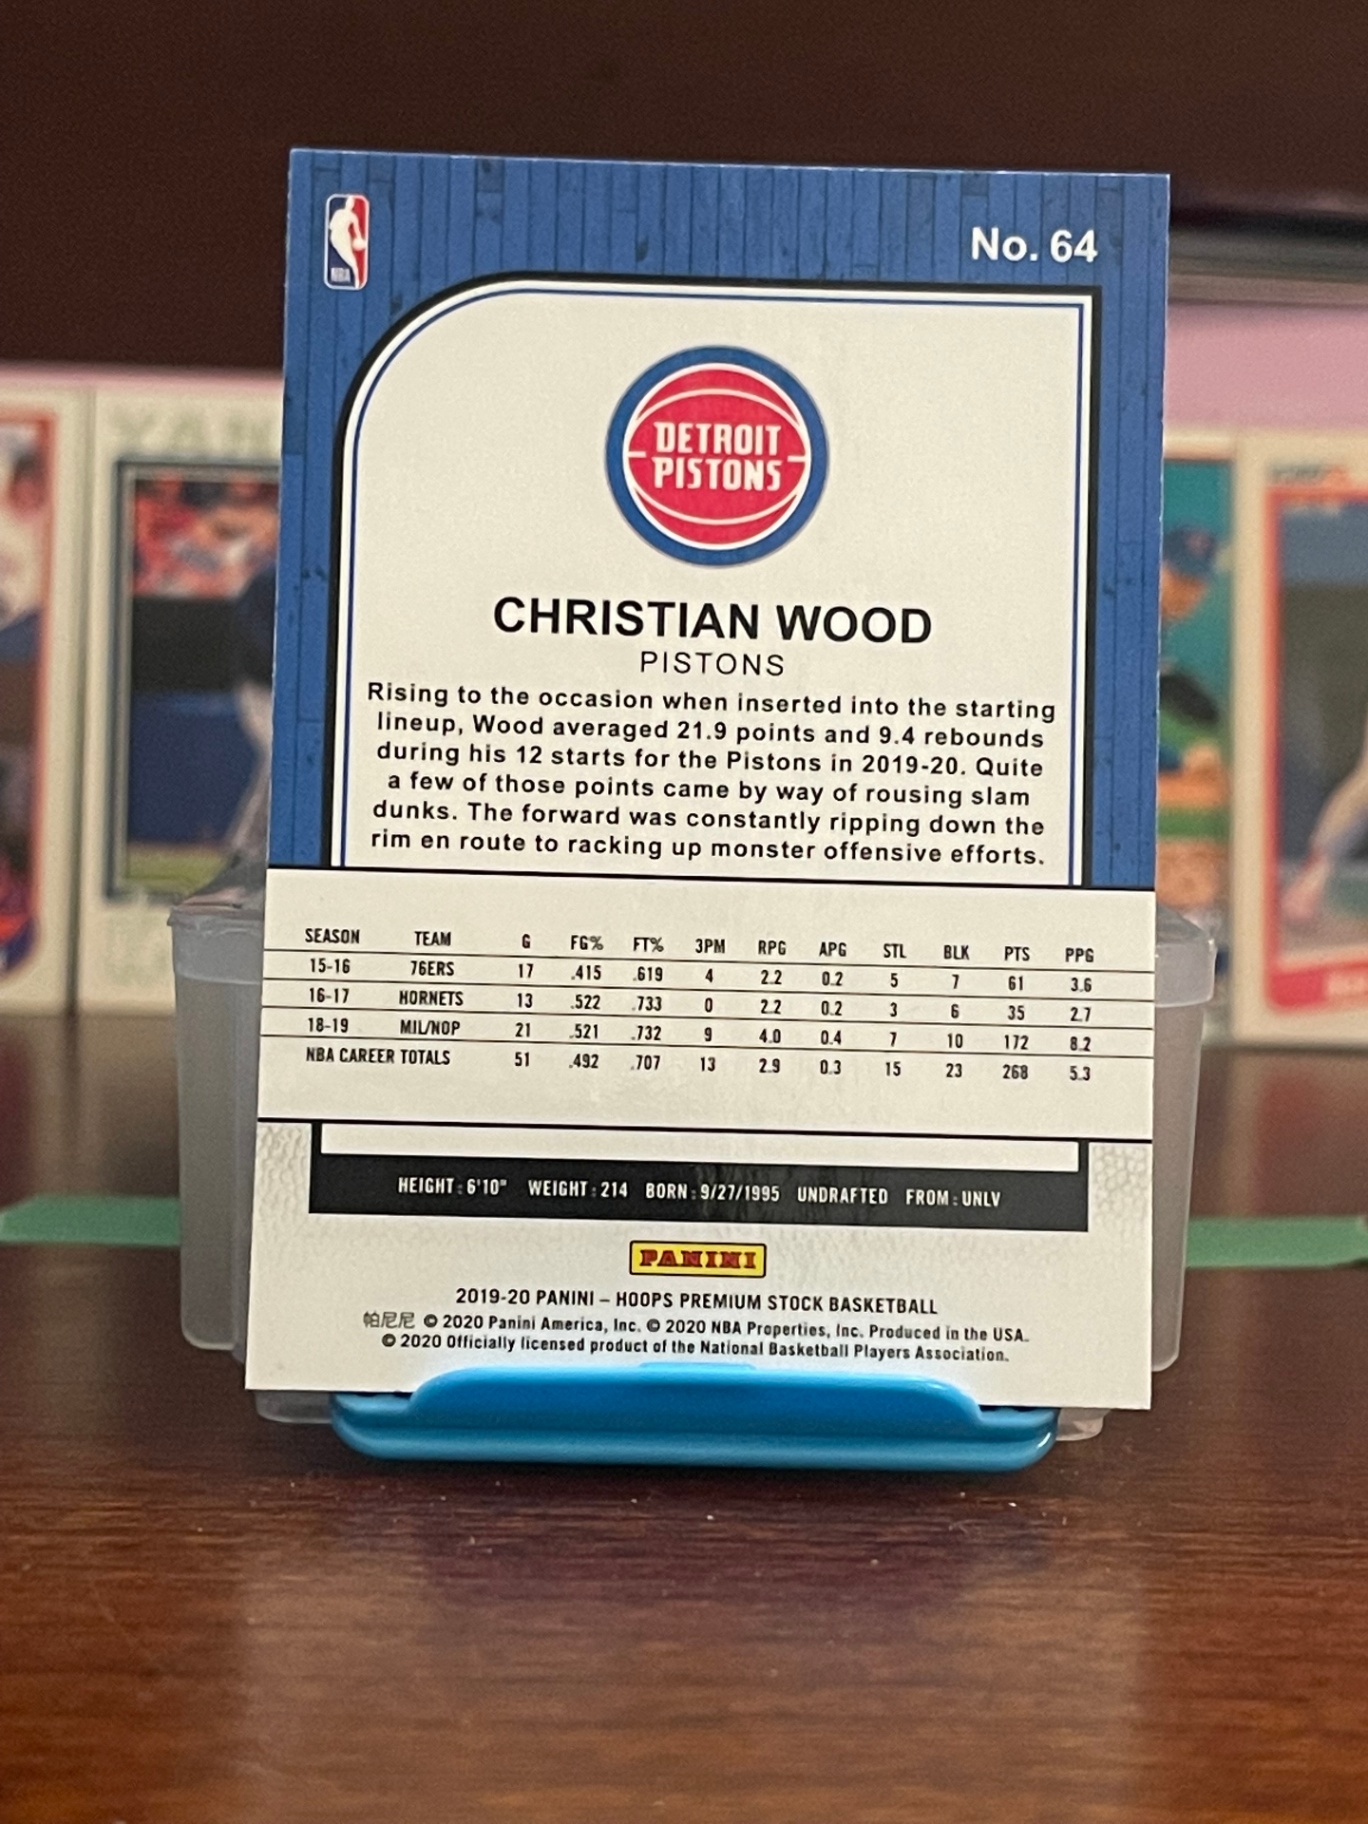 NBA
No. 64
DETROIT
PISTONS
CHRISTIAN WOOD
PISTONS
Rising to the occasion when inserted into the starting
lineup, Wood averaged 21.9 points and 9.4 rebounds
during his 12 starts for the Pistons in 2019-20. Quite
a few of those points came by way of rousing slam
dunks. The forward was constantly ripping down the
rim en route to racking up monster offensive efforts.
SEASON TEAM G FG% FT% 3PM RPG APG STL BLK PTS PPG
15-16 76ERS 17 .415 .619 4 2.2 0.2 5 7 61 3.6
16-17 HORNETS 13 .522 .733 0 2.2 0.2 3 6 35 2.7
18-19 MIL/NOP 21 .521 .732 9 4.0 0.4 7 10 172 8.2
NBA CAREER TOTALS 51 .492 .707 13 2.9 0.3 15 23 268 5.3
HEIGHT: 6'10" WEIGHT: 214 BORN: 9/27/1995 UNDRAFTED FROM: UNLV
PANINI
2019-20 PANINI – HOOPS PREMIUM STOCK BASKETBALL
帕尼尼 © 2020 Panini America, Inc. © 2020 NBA Properties, Inc. Produced in the USA.
© 2020 Officially licensed product of the National Basketball Players Association.